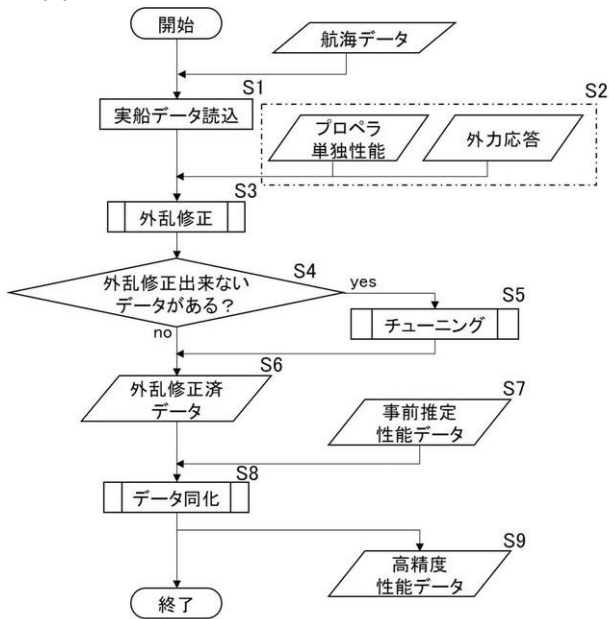 開始
航海データ
S1
S2
実船データ読込
プロペラ
単独性能
外力応答
S3
外乱修正
S4
外乱修正出来ない
データがある？
yes
S5
チューニング
no
S6
外乱修正済
データ
S7
事前推定
性能データ
S8
データ同化
S9
高精度
性能データ
終了